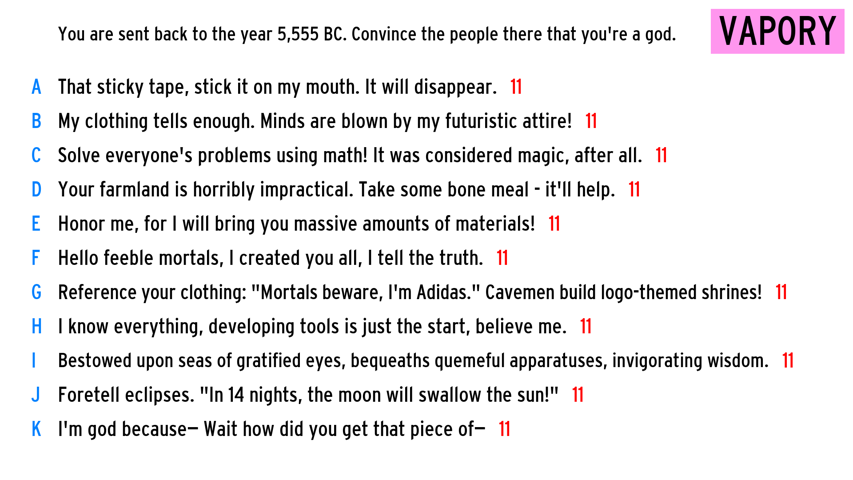 You are sent back to the year 5,555 BC. Convince the people there that you're a god.
VAPORY
A That sticky tape, stick it on my mouth. It will disappear. 11
B My clothing tells enough. Minds are blown by my futuristic attire! 11
C Solve everyone's problems using math! It was considered magic, after all. 11
D Your farmland is horribly impractical. Take some bone meal - it'll help. 11
E Honor me, for I will bring you massive amounts of materials! 11
F Hello feeble mortals, I created you all, I tell the truth. 11
G Reference your clothing: "Mortals beware, I'm Adidas." Cavemen build logo-themed shrines! 11
H I know everything, developing tools is just the start, believe me. 11
I Bestowed upon seas of gratified eyes, bequeaths quemeful apparatuses, invigorating wisdom. 11
J Foretell eclipses. "In 14 nights, the moon will swallow the sun!" 11
K I'm god because— Wait how did you get that piece of— 11